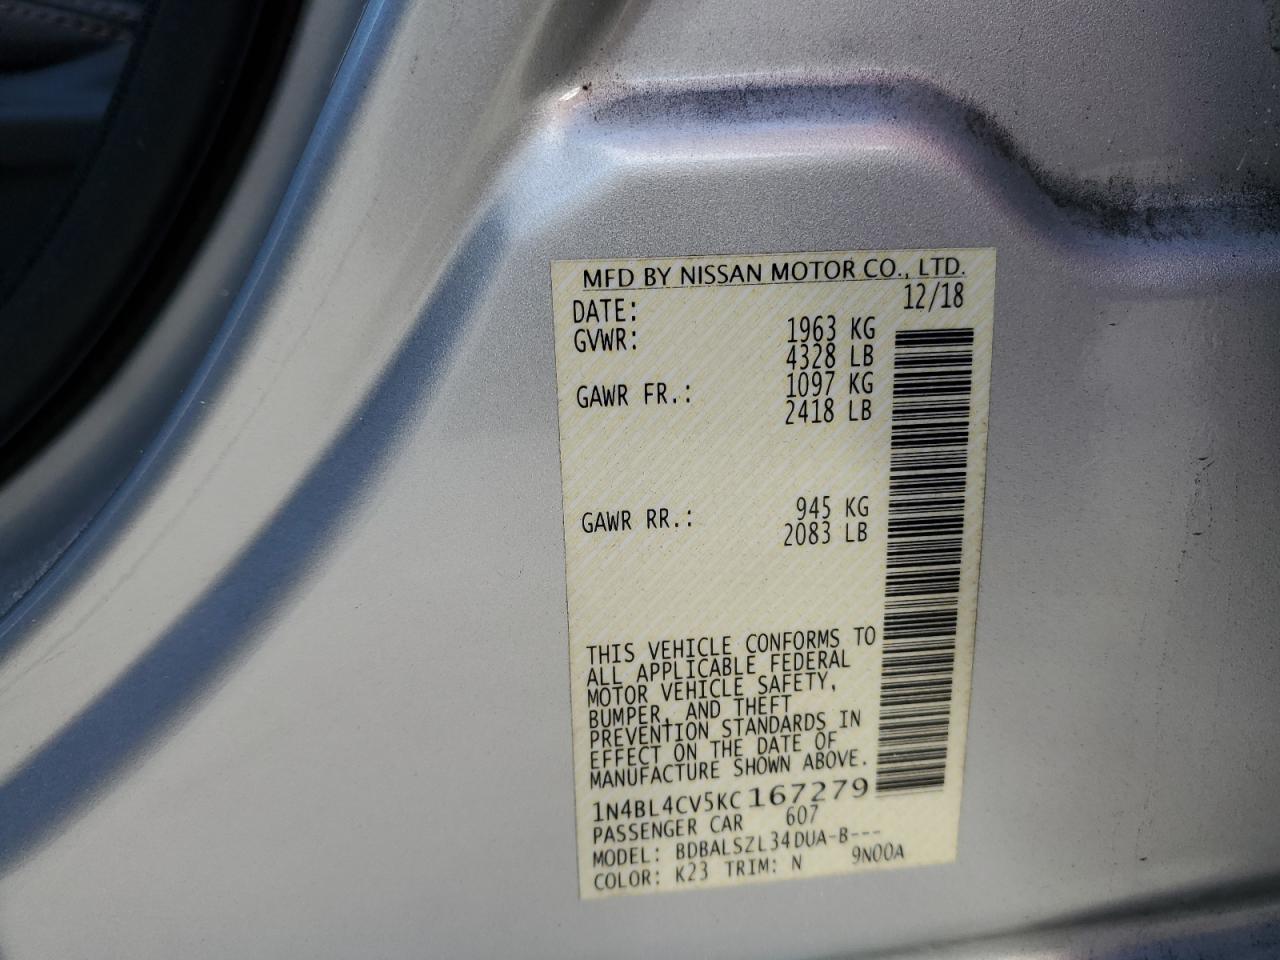 MFD BY NISSAN MOTOR CO., LTD.
DATE: 12/18
GVWR: 1963 KG
4328 LB
GAWR FR.: 1097 KG
2418 LB
GAWR RR.: 945 KG
2083 LB
THIS VEHICLE CONFORMS TO
ALL APPLICABLE FEDERAL
MOTOR VEHICLE SAFETY,
BUMPER, AND THEFT
PREVENTION STANDARDS IN
EFFECT ON THE DATE OF
MANUFACTURE SHOWN ABOVE.
1N4BL4CV5KC167279
PASSENGER CAR 607
MODEL: BDBALSZL34DUA-B---
COLOR: K23 TRIM: N 9N00A